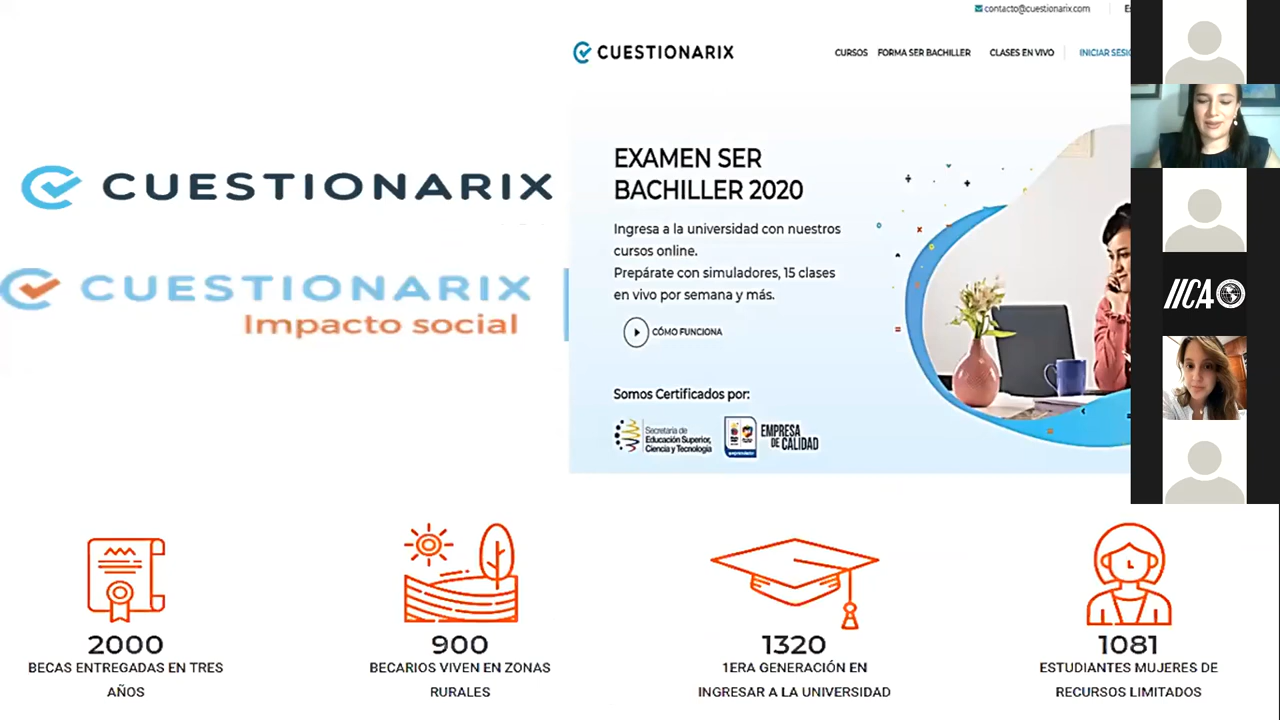 contacto@cuestionarix.com
CUESTIONARIX
CURSOS FORMA SER BACHILLER CLASES EN VIVO
CUESTIONARIX
CUESTIONARIX
Impacto social
EXAMEN SER
BACHILLER 2020
Ingresa a la universidad con nuestros
cursos online.
Prepárate con simuladores, 15 clases
en vivo por semana y más.
CÓMO FUNCIONA
Somos Certificados por:
Secretaría de
Educación Superior,
Ciencia y Tecnología
EMPRESA
DE CALIDAD
IICA
2000
BECAS ENTREGADAS EN TRES
AÑOS
900
BECARIOS VIVEN EN ZONAS
RURALES
1320
1ERA GENERACIÓN EN
INGRESAR A LA UNIVERSIDAD
1081
ESTUDIANTES MUJERES DE
RECURSOS LIMITADOS